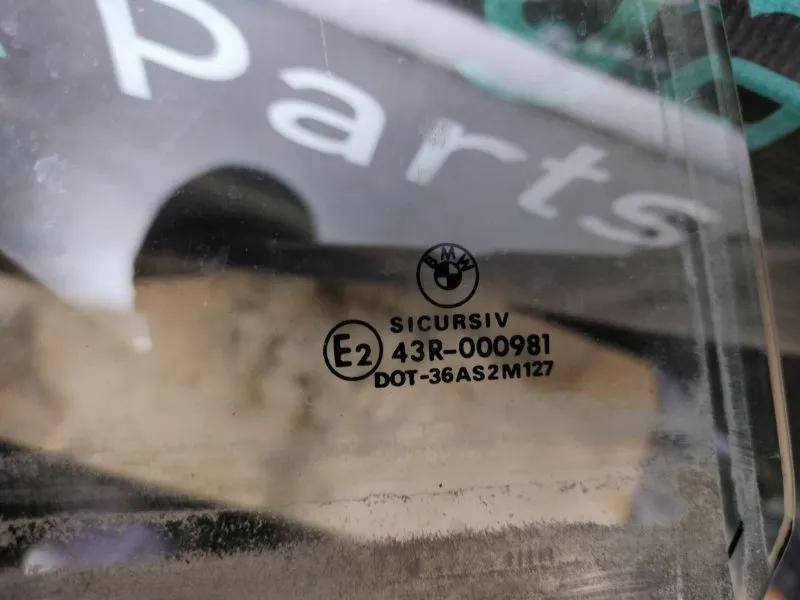 Parts
BMW
SICURSIV
E2 43R-000981
DOT-36AS2M127